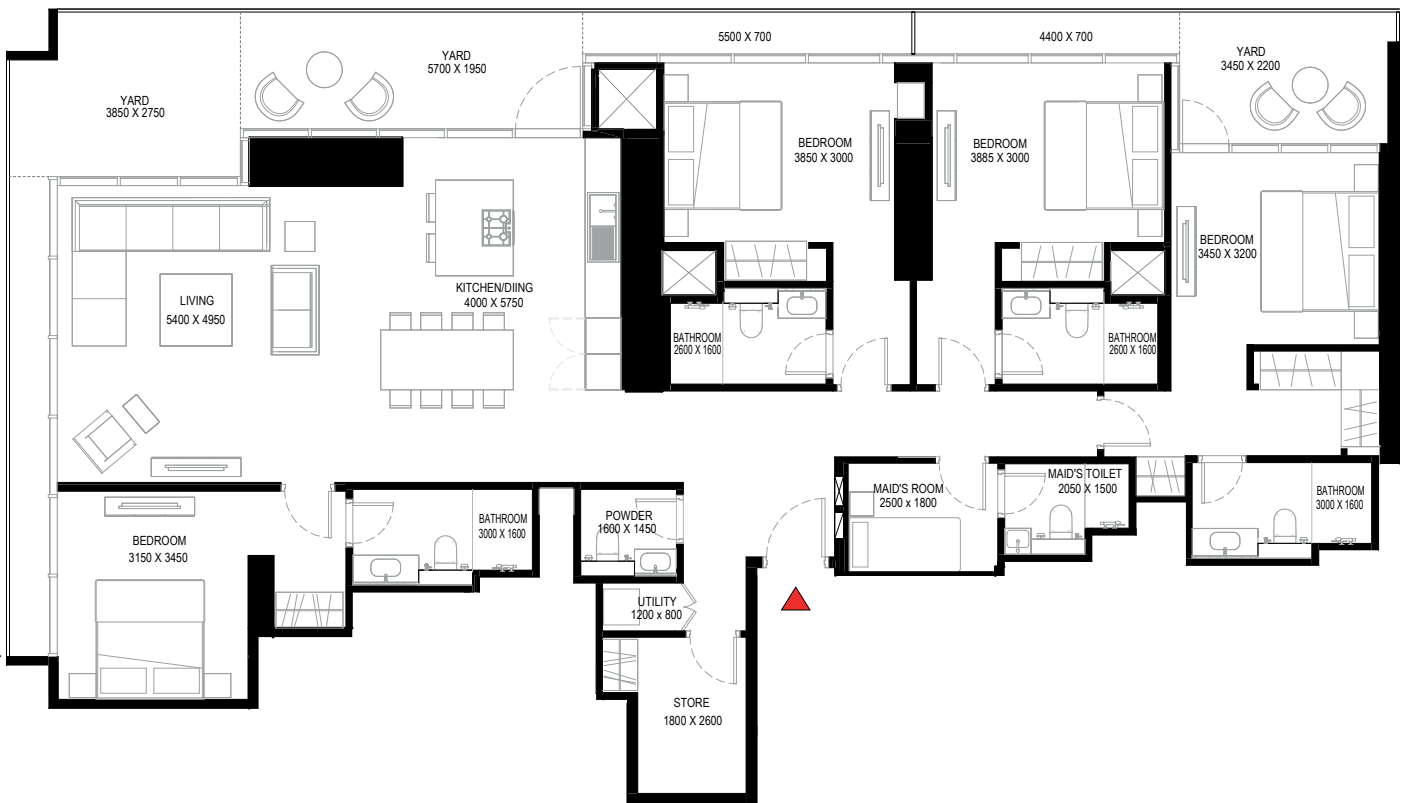 5500 X 700
4400 X 700
YARD
5700 X 1950
YARD
3450 X 2200
YARD
3850 X 2750
BEDROOM
3850 X 3000
BEDROOM
3885 X 3000
BEDROOM
3450 X 3200
LIVING
5400 X 4950
KITCHEN/DIING
4000 X 5750
BATHROOM
2600 X 1600
BATHROOM
2600 X 1600
BEDROOM
3150 X 3450
BATHROOM
3000 X 1600
POWDER
1600 X 1450
MAID'S ROOM
2500 x 1800
MAID'S TOILET
2050 X 1500
BATHROOM
3000 X 1600
UTILITY
1200 x 800
STORE
1800 X 2600